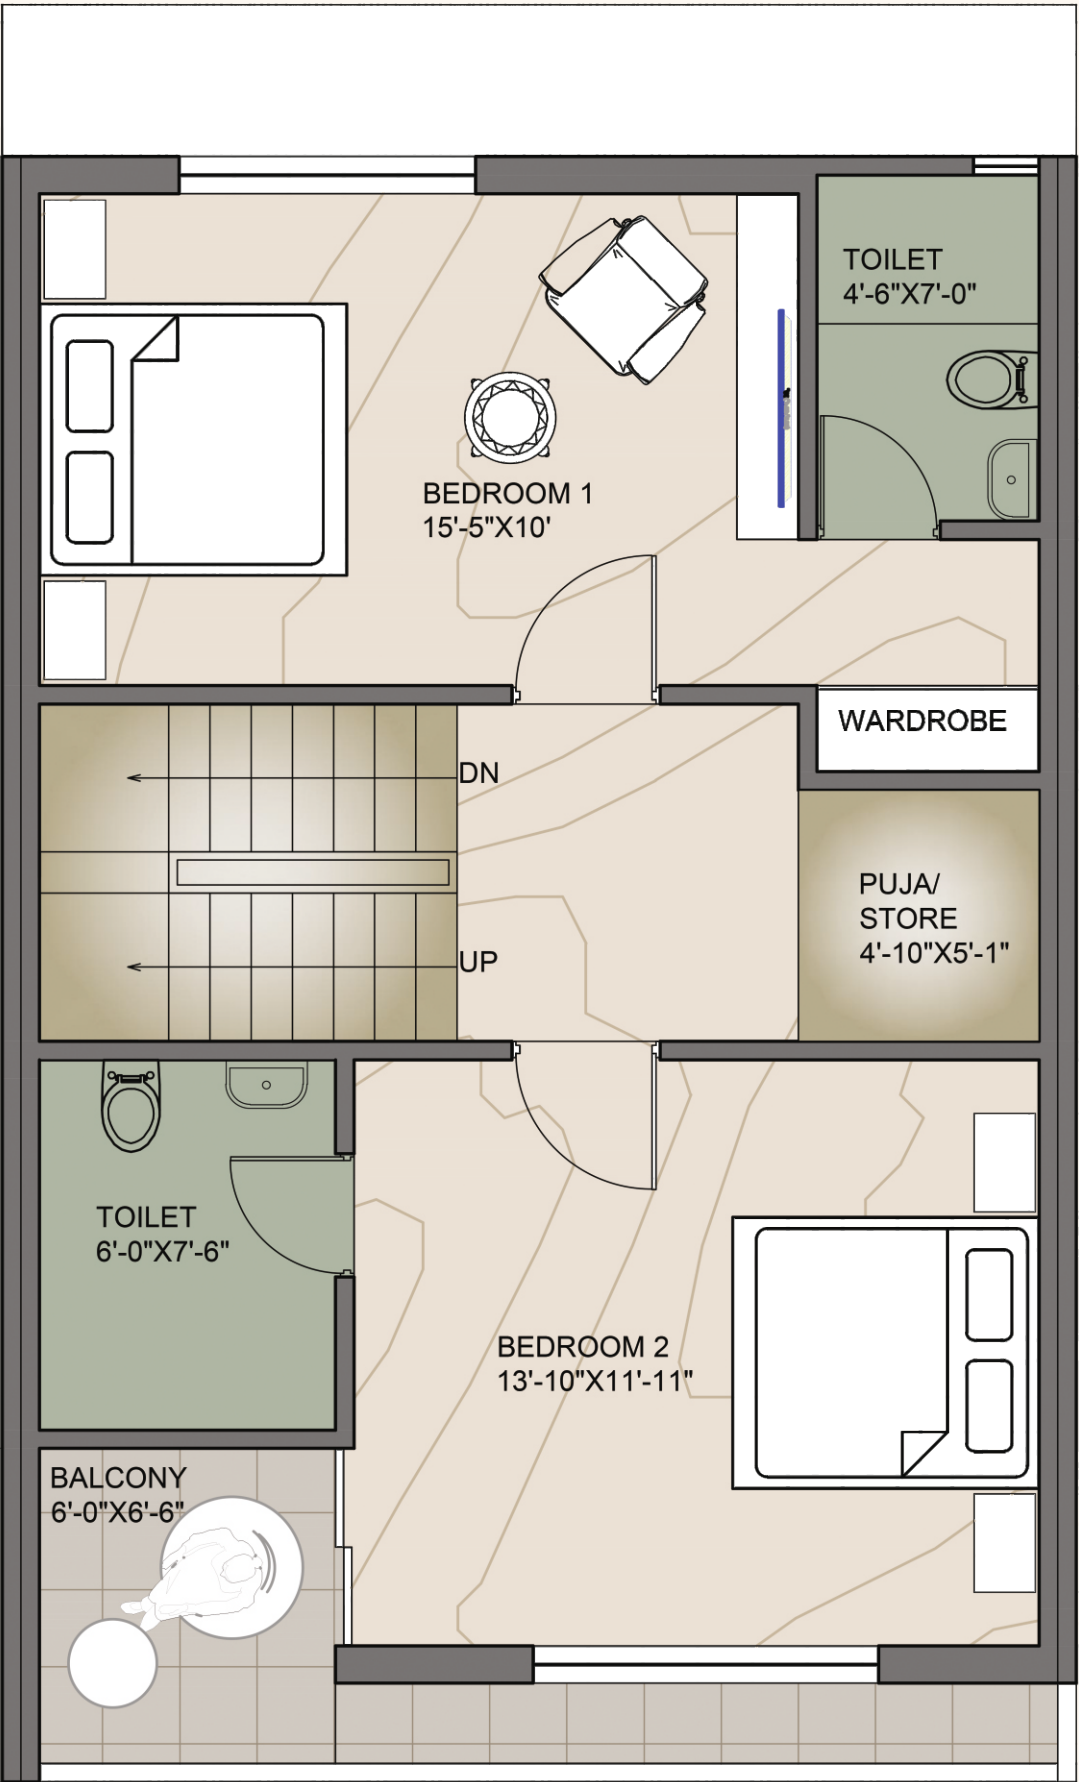 TOILET
4'-6"X7'-0"
BEDROOM 1
15'-5"X10'
WARDROBE
DN
PUJA/
STORE
4'-10"X5'-1"
UP
TOILET
6'-0"X7'-6"
BEDROOM 2
13'-10"X11'-11"
BALCONY
6'-0"X6'-6"